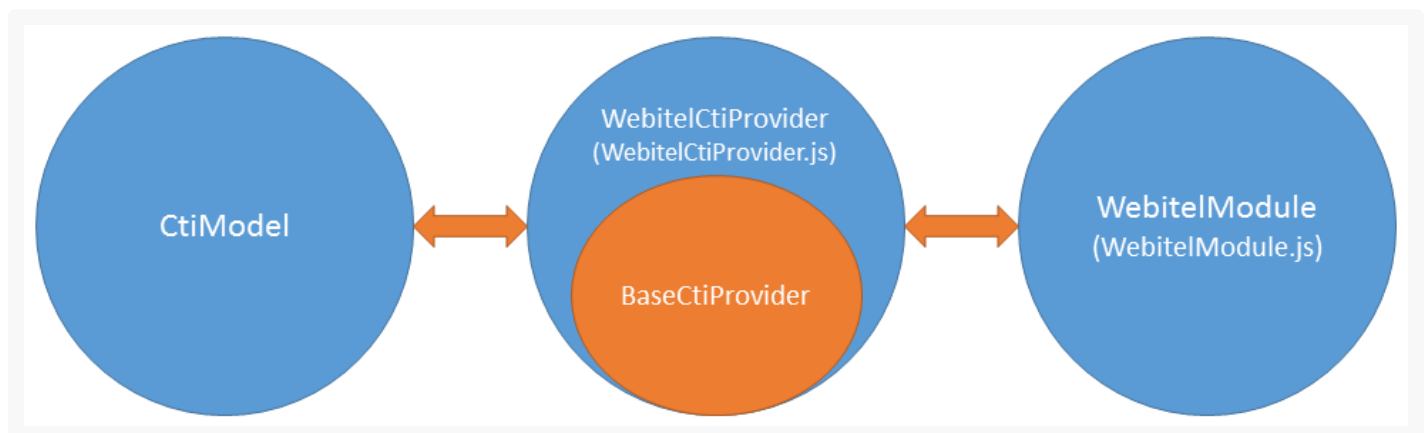 CtiModel
WebitelCtiProvider
(WebitelCtiProvider.js)
BaseCtiProvider
WebitelModule
(WebitelModule.js)